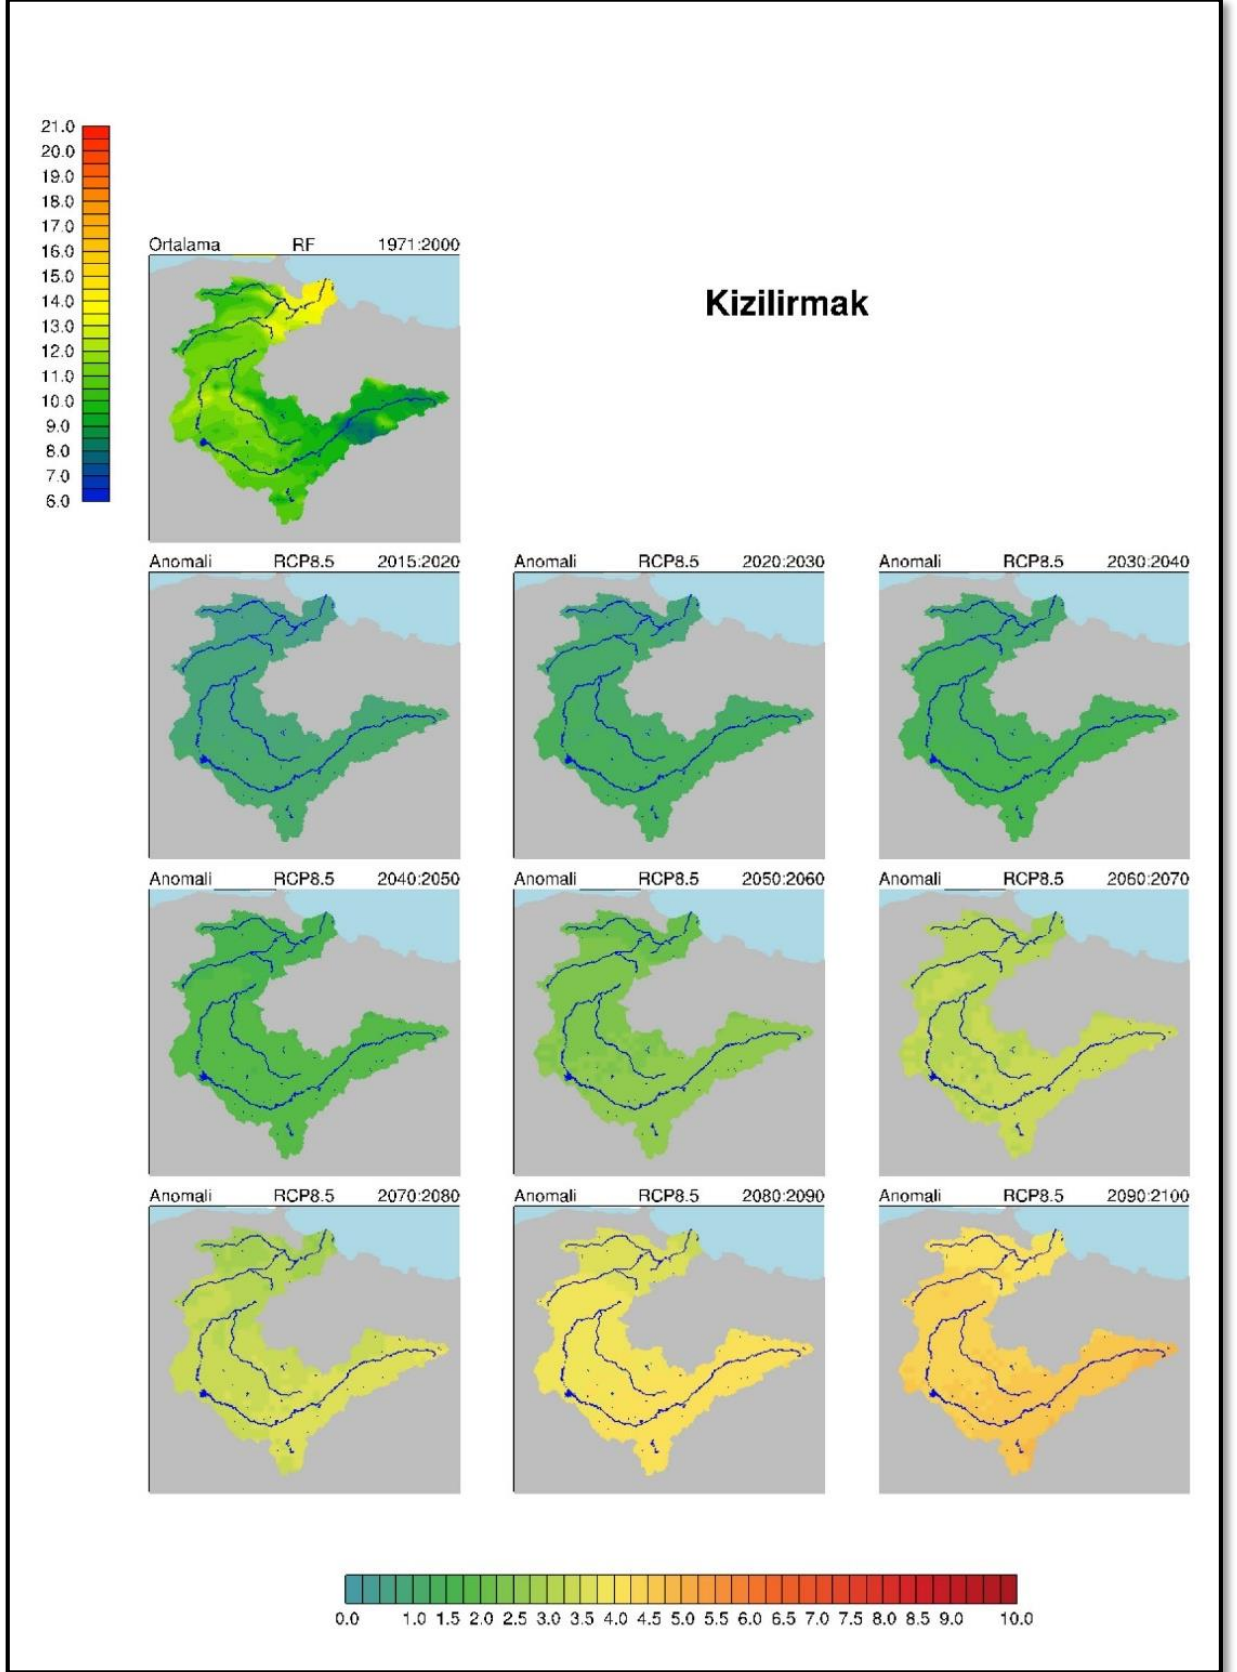 21.0
20.0
19.0
18.0
17.0
16.0
15.0
14.0
13.0
12.0
11.0
10.0
9.0
8.0
7.0
6.0
Ortalama RF 1971:2000
Kizilirmak
Anomali RCP8.5 2015:2020
Anomali RCP8.5 2020:2030
Anomali RCP8.5 2030:2040
Anomali RCP8.5 2040:2050
Anomali RCP8.5 2050:2060
Anomali RCP8.5 2060:2070
Anomali RCP8.5 2070:2080
Anomali RCP8.5 2080:2090
Anomali RCP8.5 2090:2100
0.0 1.0 1.5 2.0 2.5 3.0 3.5 4.0 4.5 5.0 5.5 6.0 6.5 7.0 7.5 8.0 8.5 9.0 10.0